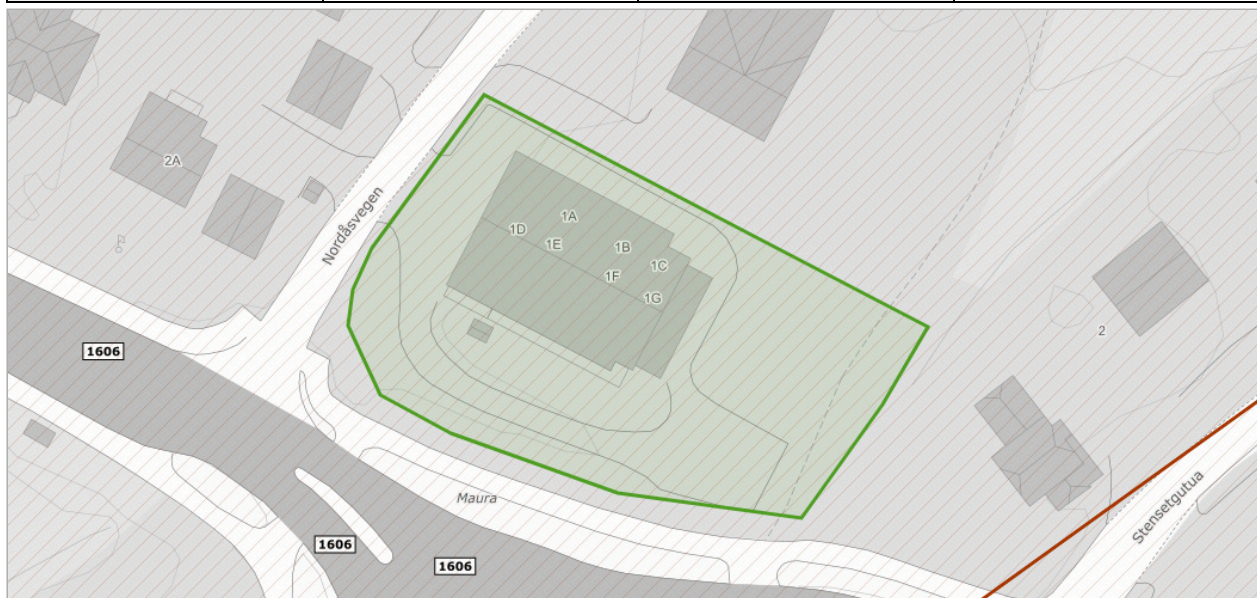 2A
Nordåsvegen
1A
1D
1E
1B
1C
1F
1G
2
1606
Maura
1606
1606
Stensetgutua